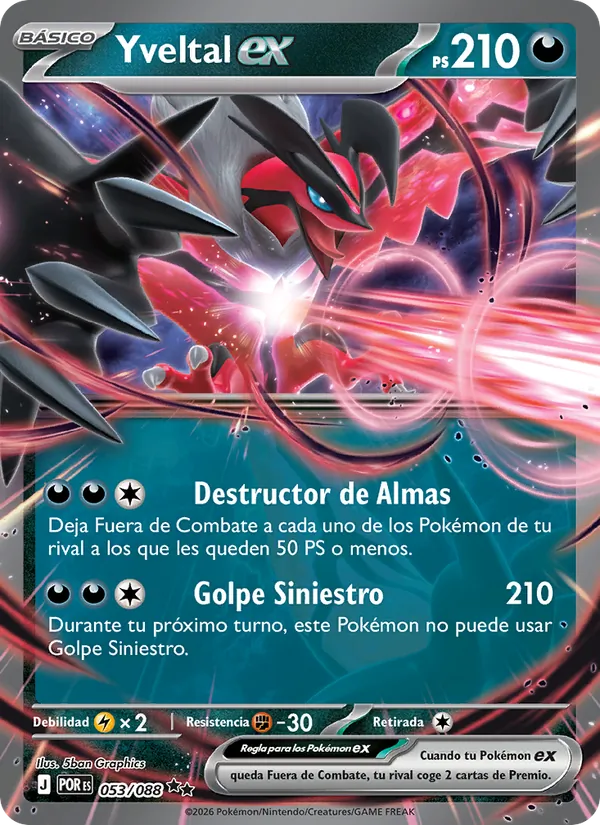 BÁSICO Yveltal ex PS 210
Destructor de Almas
Deja Fuera de Combate a cada uno de los Pokémon de tu
rival a los que les queden 50 PS o menos.
Golpe Siniestro 210
Durante tu próximo turno, este Pokémon no puede usar
Golpe Siniestro.
Debilidad ×2 Resistencia -30 Retirada
Ilus. 5ban Graphics
Regla para los Pokémon ex Cuando tu Pokémon ex
queda Fuera de Combate, tu rival coge 2 cartas de Premio.
J POR ES 053/088
©2026 Pokémon/Nintendo/Creatures/GAME FREAK